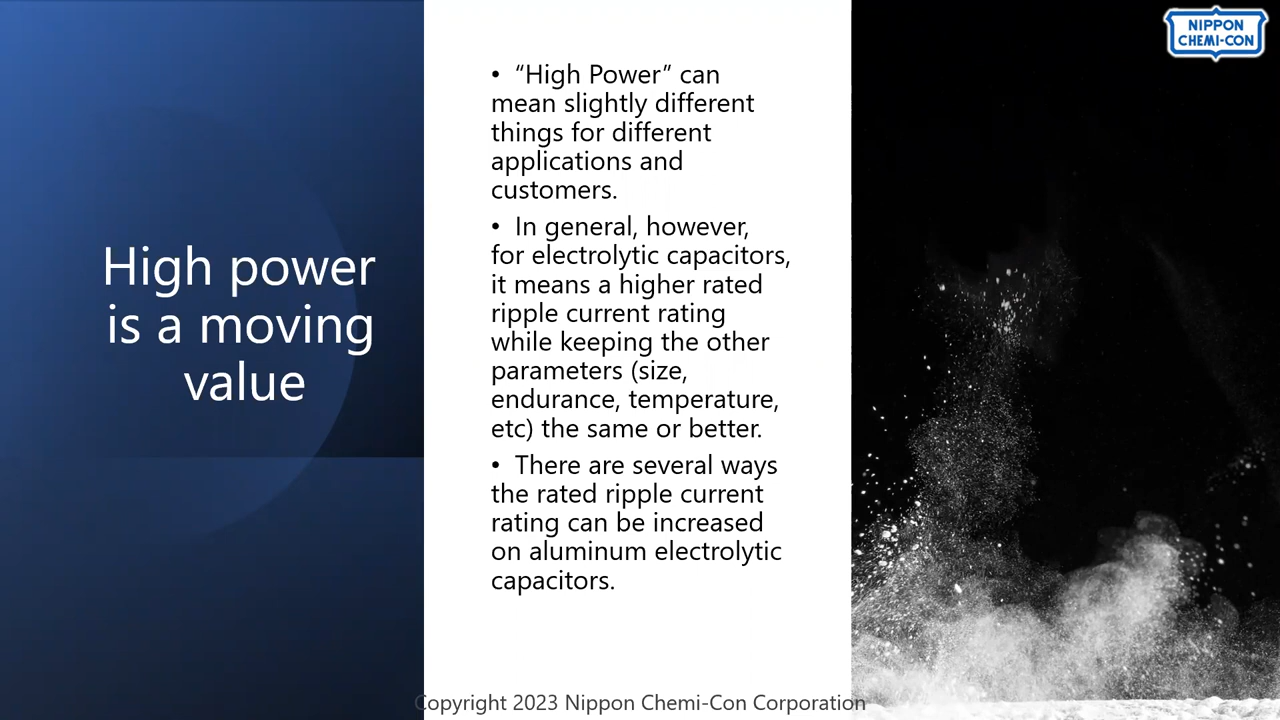 NIPPON
CHEMI-CON
High power
is a moving
value
• “High Power” can
mean slightly different
things for different
applications and
customers.
• In general, however,
for electrolytic capacitors,
it means a higher rated
ripple current rating
while keeping the other
parameters (size,
endurance, temperature,
etc) the same or better.
• There are several ways
the rated ripple current
rating can be increased
on aluminum electrolytic
capacitors.
Copyright 2023 Nippon Chemi-Con Corporation